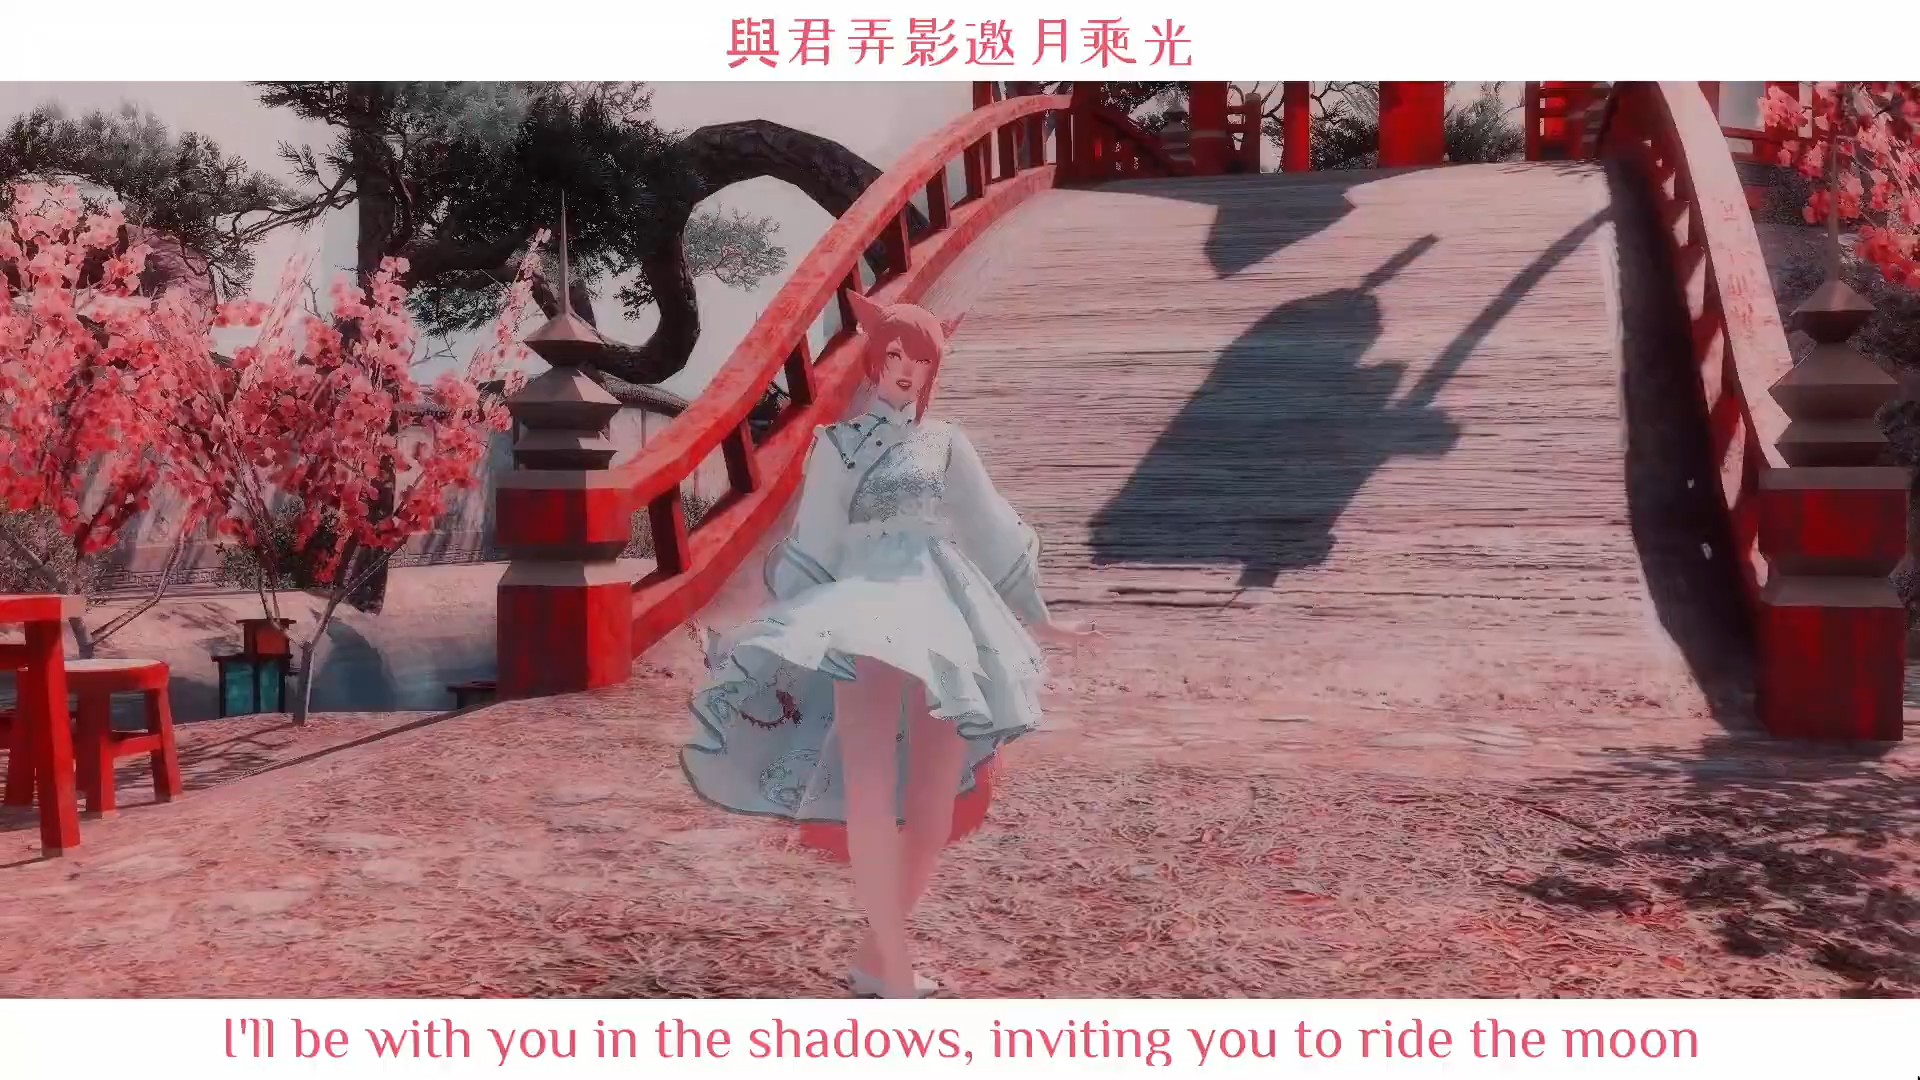 與君弄影邀月乘光
I'll be with you in the shadows, inviting you to ride the moon